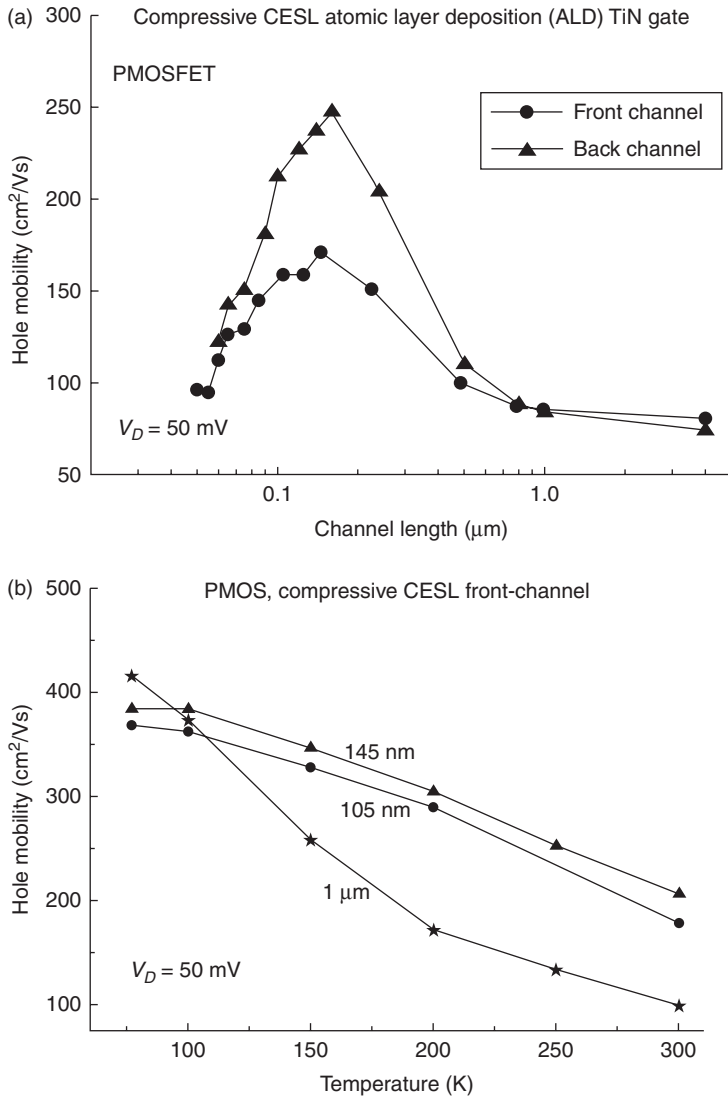 (a) Compressive CESL atomic layer deposition (ALD) TiN gate
300
250
200
150
100
50
Hole mobility (cm²/Vs)
PMOSFET
Front channel
Back channel
V_D = 50 mV
0.1 1.0
Channel length (μm)
(b) PMOS, compressive CESL front-channel
500
400
300
200
100
Hole mobility (cm²/Vs)
145 nm
105 nm
1 μm
V_D = 50 mV
100 150 200 250 300
Temperature (K)